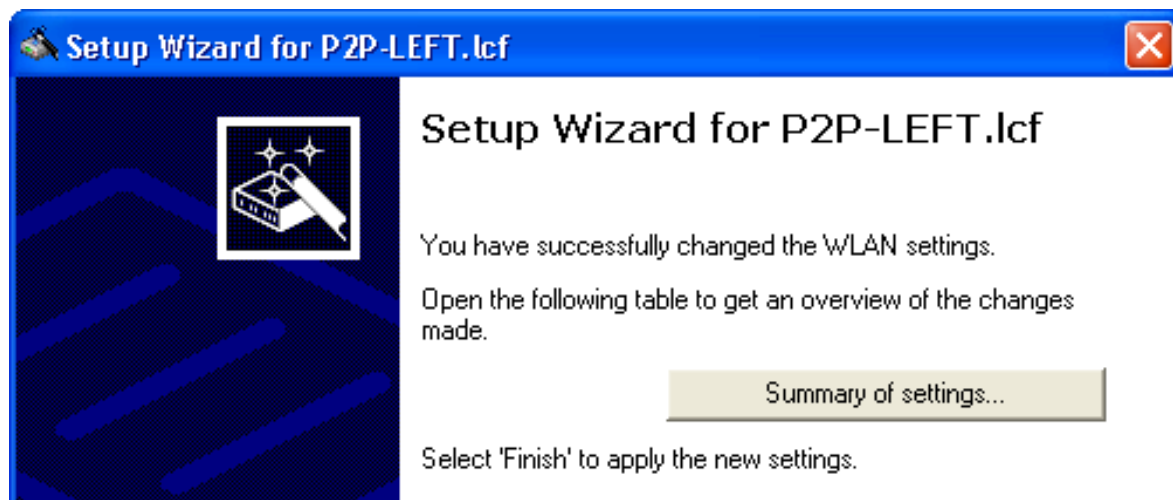 Setup Wizard for P2P-LEFT.lcf
Setup Wizard for P2P-LEFT.lcf
You have successfully changed the WLAN settings.
Open the following table to get an overview of the changes
made.
Summary of settings...
Select 'Finish' to apply the new settings.